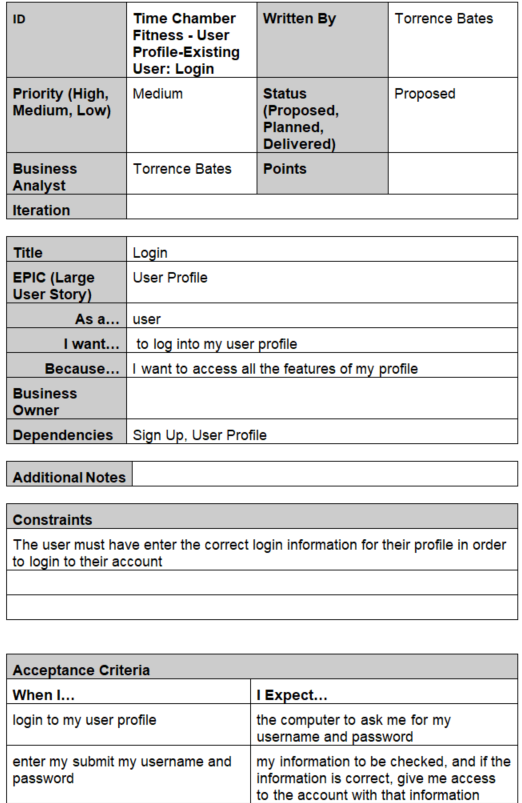 ID
Time Chamber
Fitness - User
Profile-Existing
User: Login
Written By
Torrence Bates
Priority (High,
Medium, Low)
Medium
Status
(Proposed,
Planned,
Delivered)
Proposed
Business
Analyst
Torrence Bates
Points
Iteration
Title
Login
EPIC (Large
User Story)
User Profile
As a...
user
I want...
to log into my user profile
Because...
I want to access all the features of my profile
Business
Owner
Dependencies
Sign Up, User Profile
Additional Notes
Constraints
The user must have enter the correct login information for their profile in order
to login to their account
Acceptance Criteria
When I...
I Expect...
login to my user profile
the computer to ask me for my
username and password
enter my submit my username and
password
my information to be checked, and if the
information is correct, give me access
to the account with that information